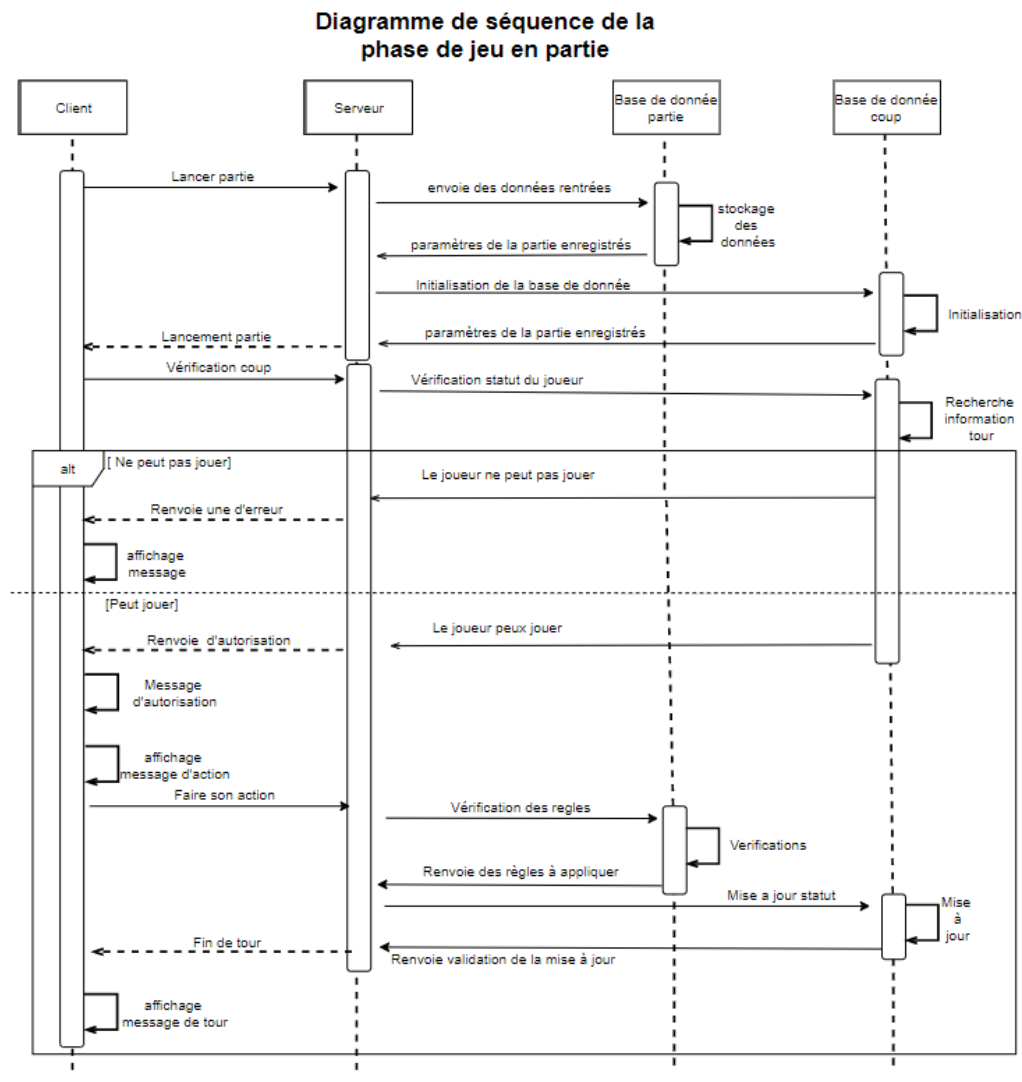 Diagramme de séquence de la
phase de jeu en partie
Client
Serveur
Base de donnée
partie
Base de donnée
coup
Lancer partie
envoie des données rentrées
stockage
des
données
paramètres de la partie enregistrés
Initialisation de la base de donnée
Initialisation
paramètres de la partie enregistrés
Lancement partie
Vérification coup
Vérification statut du joueur
Recherche
information
tour
alt
[ Ne peut pas jouer]
Le joueur ne peut pas jouer
Renvoie une d'erreur
affichage
message
[Peut jouer]
Le joueur peux jouer
Renvoie d'autorisation
Message
d'autorisation
affichage
message d'action
Faire son action
Vérification des regles
Verifications
Renvoie des règles à appliquer
Mise a jour statut
Mise
à
jour
Fin de tour
Renvoie validation de la mise à jour
affichage
message de tour